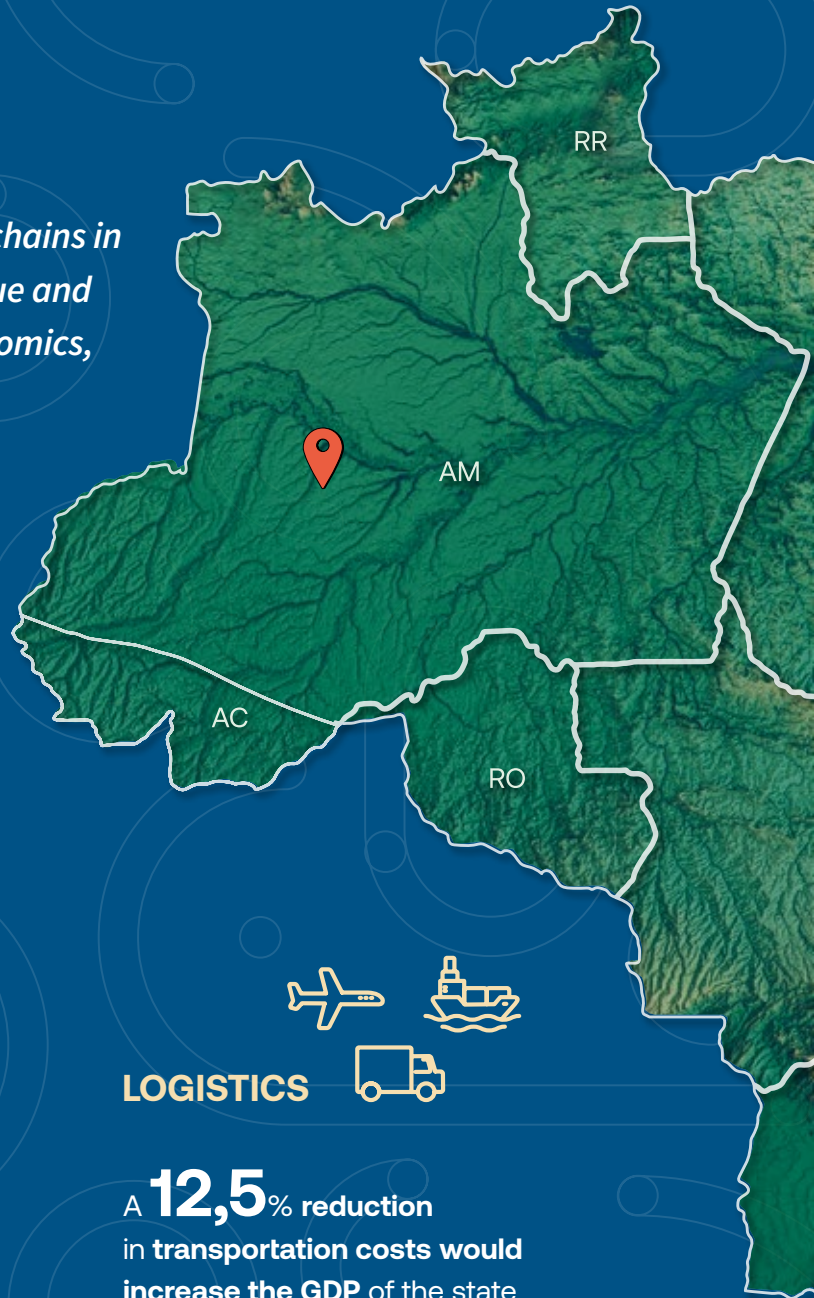 RR
chains in
ue and
omics,
AM
AC
RO
LOGISTICS
A 12,5% reduction
in transportation costs would
increase the GDP of the state